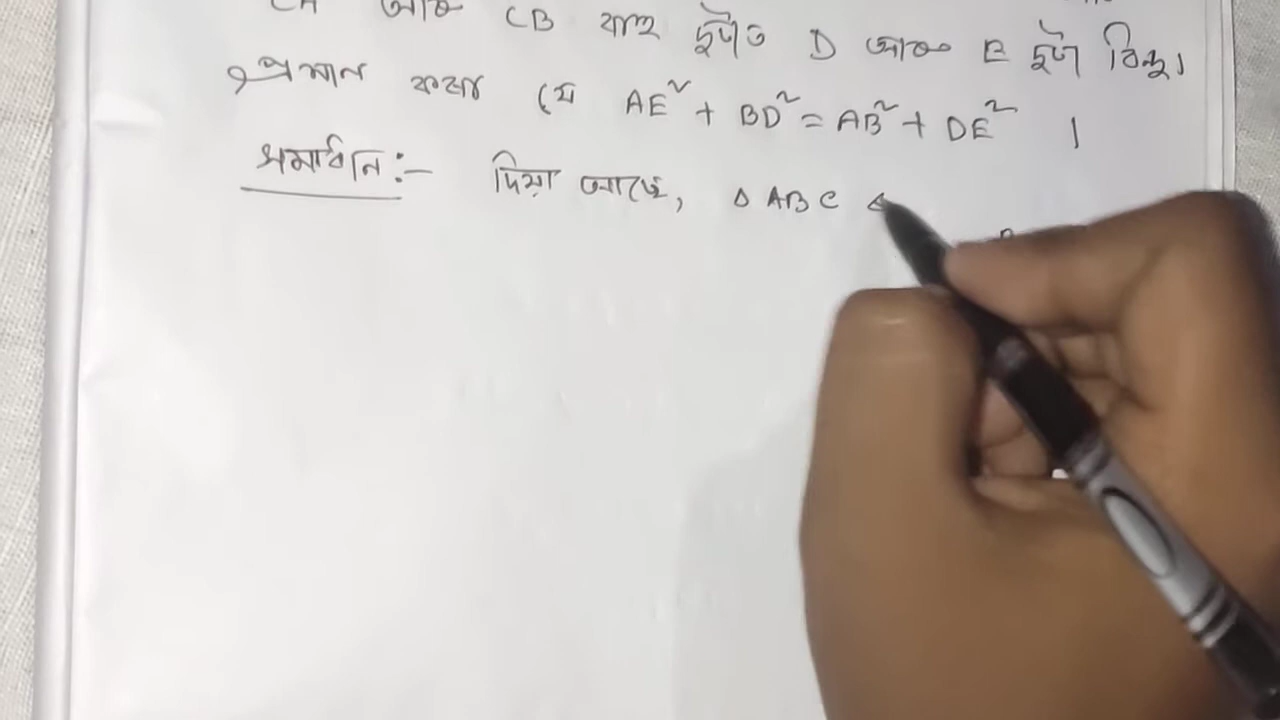 CA আৰু CB বাহু দুটাত D আৰু E দুটা বিন্দু।
প্ৰমাণ কৰা যে AE² + BD² = AB² + DE² ।
সমাধান :- দিয়া আছে, Δ ABC